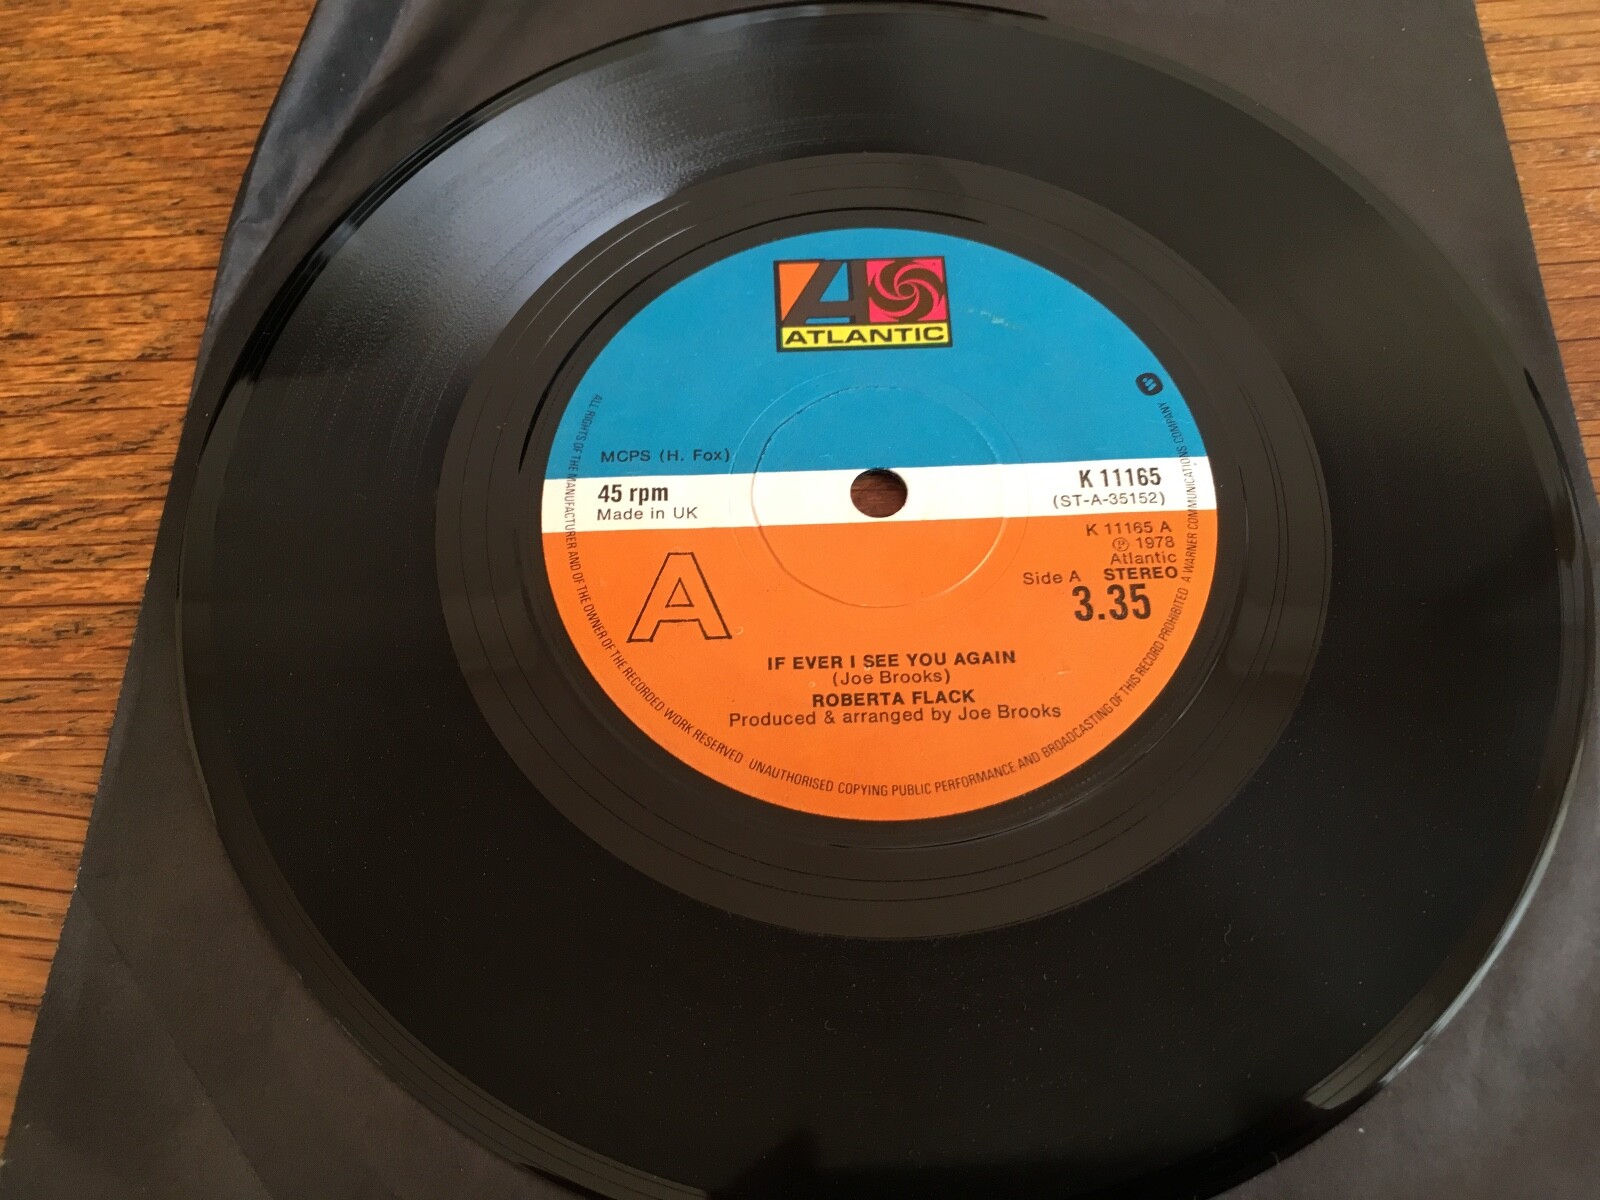 ATLANTIC
MCPS (H. Fox)
45 rpm
Made in UK
K 11165
(ST-A-35152)
K 11165 A
Ⓟ 1978
Atlantic
Side A STEREO
3.35
A
IF EVER I SEE YOU AGAIN
(Joe Brooks)
ROBERTA FLACK
Produced & arranged by Joe Brooks
ALL RIGHTS OF THE MANUFACTURER AND OF THE OWNER OF THE RECORDED WORK RESERVED UNAUTHORISED COPYING PUBLIC PERFORMANCE AND BROADCASTING OF THIS RECORD PROHIBITED A WARNER COMMUNICATIONS COMPANY